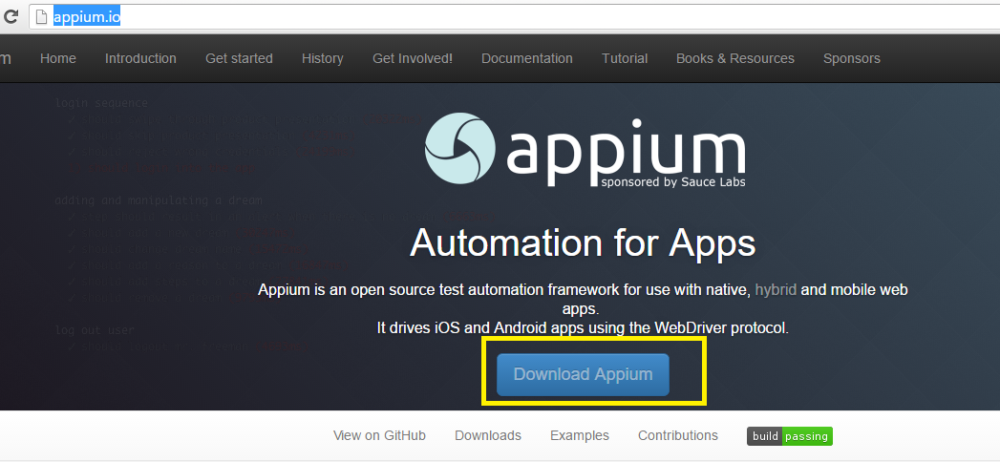 appium.io
m Home Introduction Get started History Get Involved! Documentation Tutorial Books & Resources Sponsors
login sequence
appium
sponsored by Sauce Labs
adding and manipulating a dream
Automation for Apps
Appium is an open source test automation framework for use with native, hybrid and mobile web
apps.
It drives iOS and Android apps using the WebDriver protocol.
log out user
Download Appium
View on GitHub Downloads Examples Contributions build passing